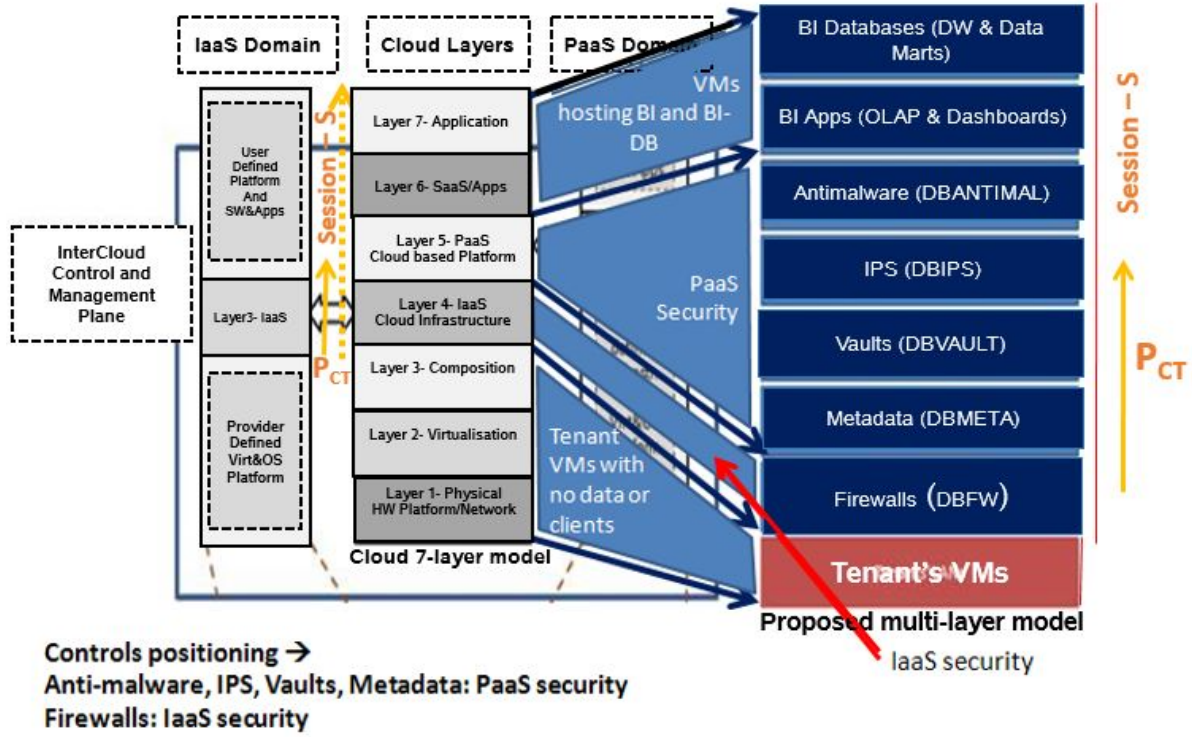 IaaS Domain
Cloud Layers
PaaS Domain
BI Databases (DW & Data
Marts)
VMs
hosting BI and BI-
DB
Session – S
User
Defined
Platform
And
SW&Apps
Session – S
Layer 7- Application
BI Apps (OLAP & Dashboards)
Layer 6- SaaS/Apps
Antimalware (DBANTIMAL)
InterCloud
Control and
Management
Plane
Layer 5- PaaS
Cloud based Platform
PaaS
Security
IPS (DBIPS)
Layer3- IaaS
Layer 4- IaaS
Cloud Infrastructure
Vaults (DBVAULT)
PCT
PCT
Layer 3- Composition
Provider
Defined
Virt&OS
Platform
Layer 2- Virtualisation
Metadata (DBMETA)
Tenant
VMs with
no data or
clients
Layer 1- Physical
HW Platform/Network
Firewalls (DBFW)
Cloud 7-layer model
Tenant's VMs
Proposed multi-layer model
IaaS security
Controls positioning →
Anti-malware, IPS, Vaults, Metadata: PaaS security
Firewalls: IaaS security